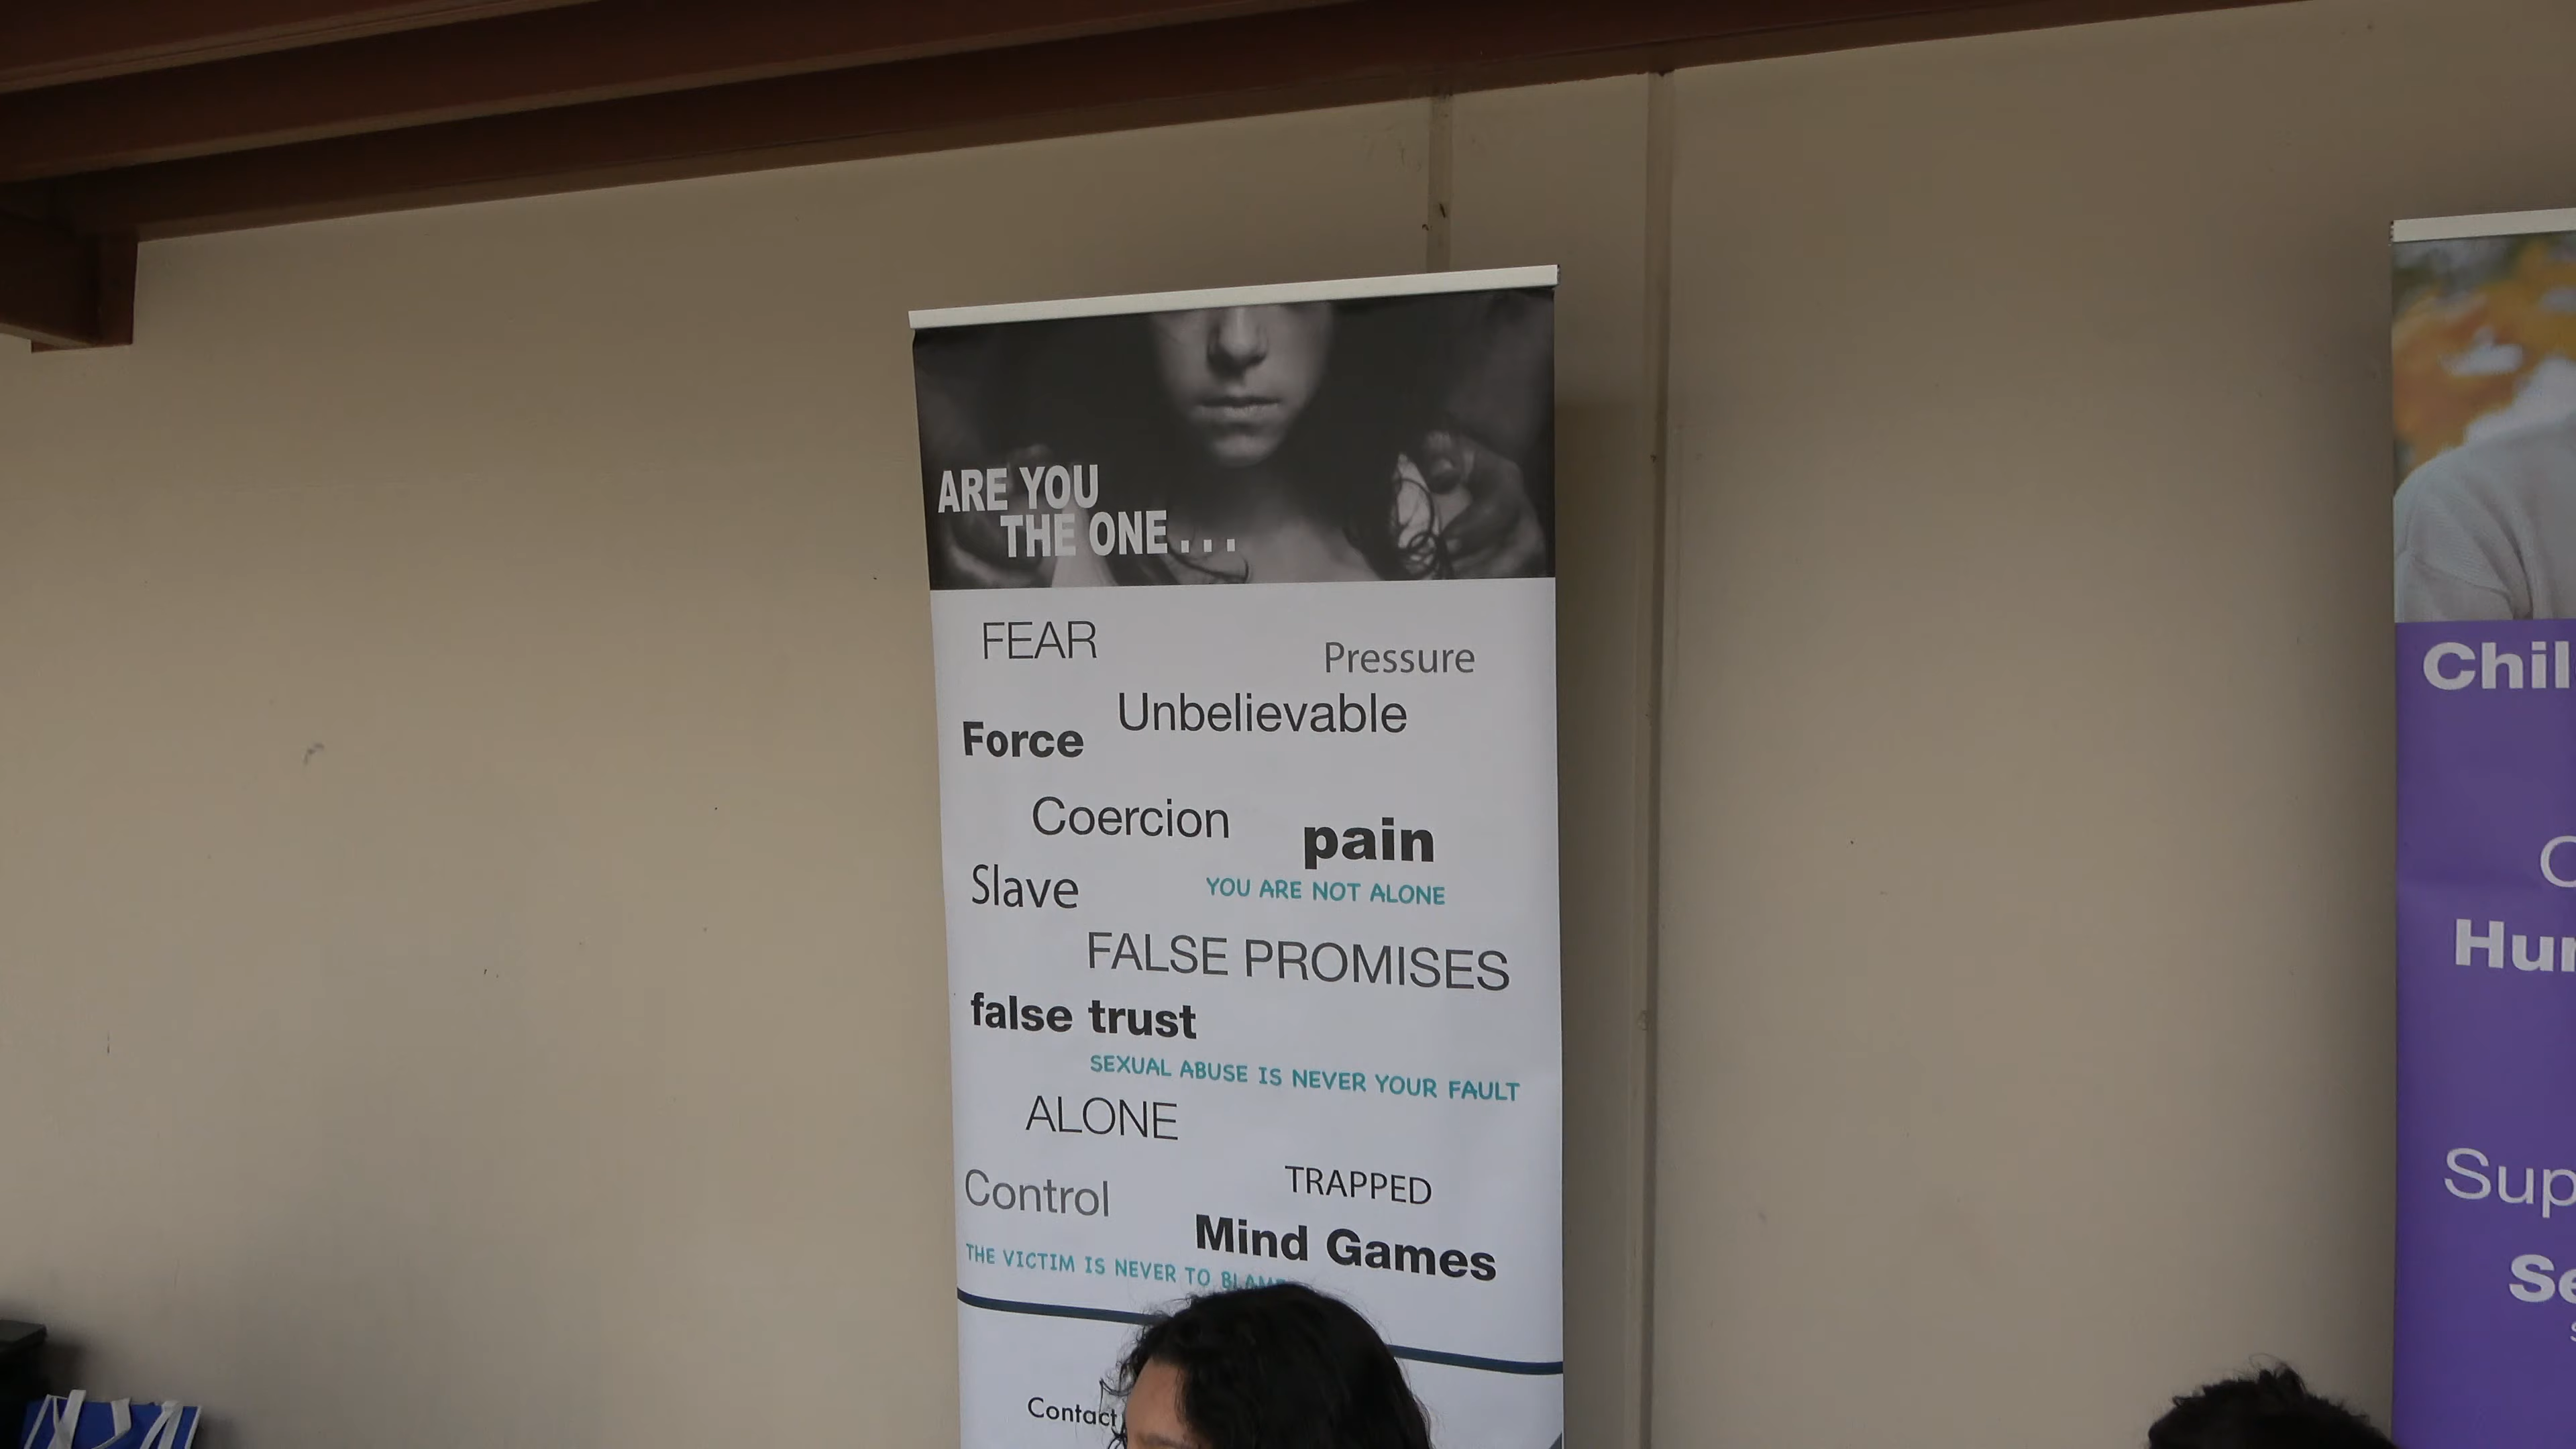 ARE YOU
THE ONE...
FEAR
Pressure
Unbelievable
Force
Coercion
pain
Slave
YOU ARE NOT ALONE
FALSE PROMISES
false trust
SEXUAL ABUSE IS NEVER YOUR FAULT
ALONE
TRAPPED
Control
Mind Games
THE VICTIM IS NEVER TO BLAME
Contact
Chil
Hur
Sup
Se